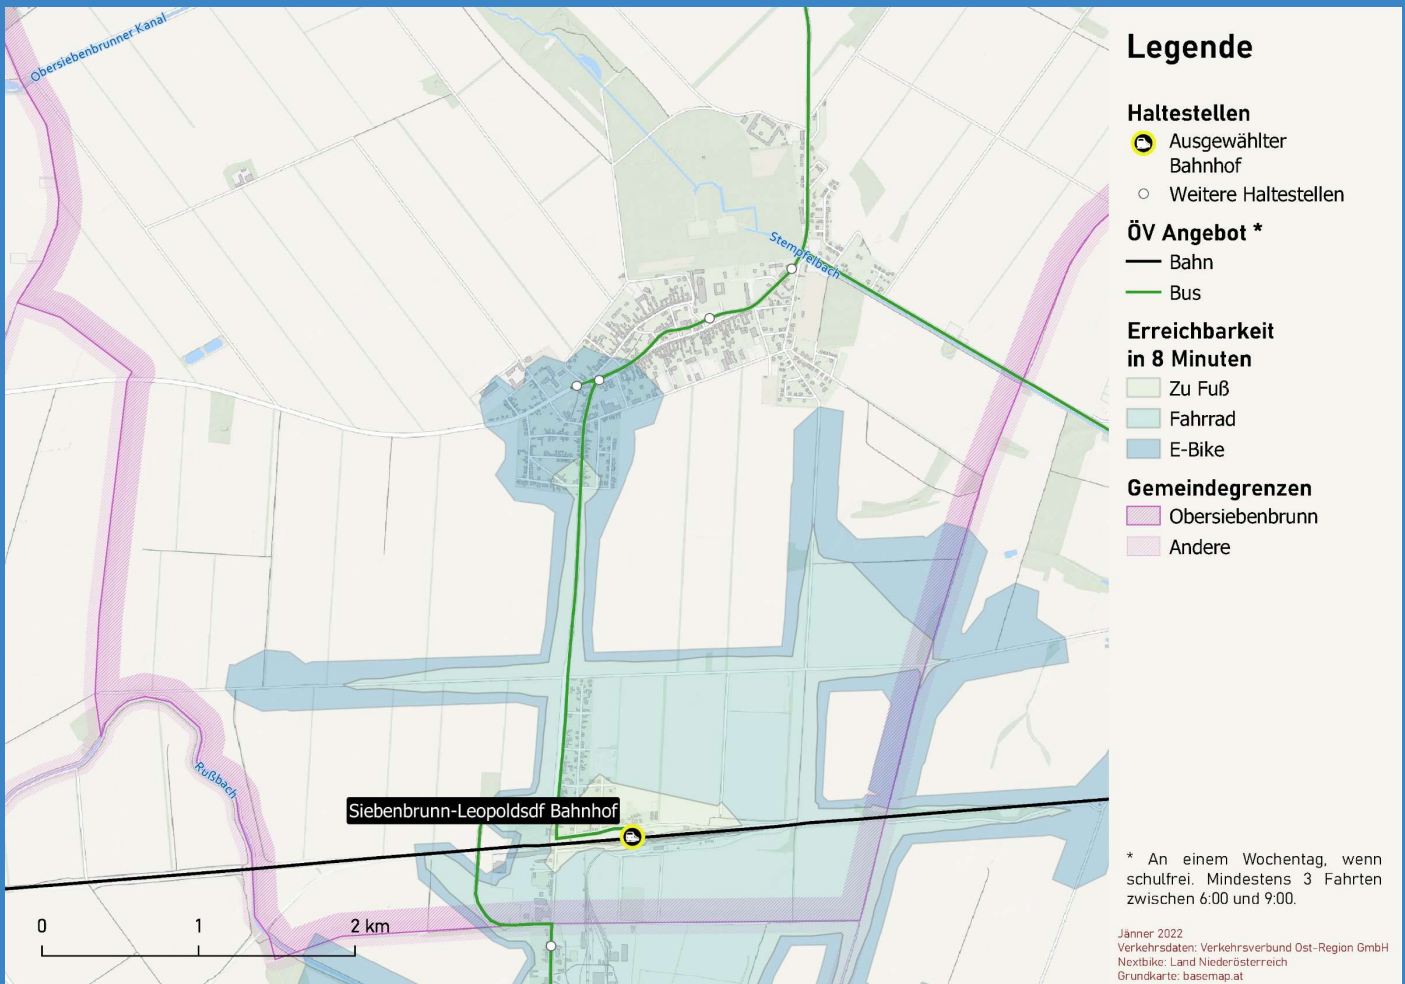 Obersiebenbrunner Kanal
Stempfelbach
Rußbach
Siebenbrunn-Leopoldsdf Bahnhof
0 1 2 km
Legende
Haltestellen
Ausgewählter
Bahnhof
Weitere Haltestellen
ÖV Angebot *
Bahn
Bus
Erreichbarkeit
in 8 Minuten
Zu Fuß
Fahrrad
E-Bike
Gemeindegrenzen
Obersiebenbrunn
Andere
* An einem Wochentag, wenn
schulfrei. Mindestens 3 Fahrten
zwischen 6:00 und 9:00.
Jänner 2022
Verkehrsdaten: Verkehrsverbund Ost-Region GmbH
Nextbike: Land Niederösterreich
Grundkarte: basemap.at